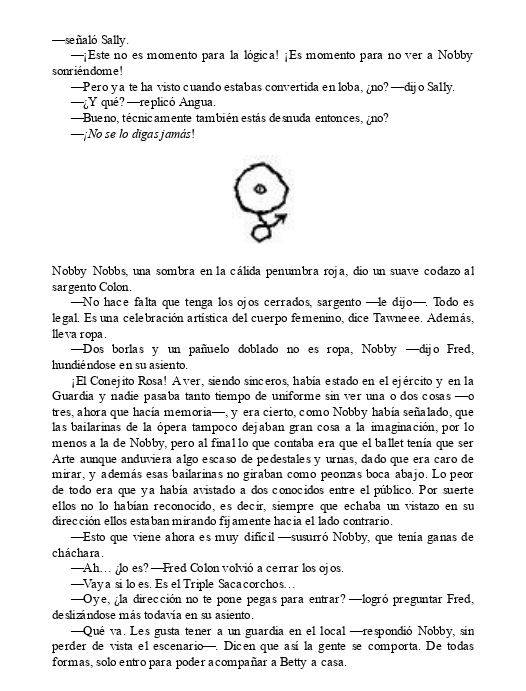 —señaló Sally.
—¡Este no es momento para la lógica! ¡Es momento para no ver a Nobby
sonriéndome!
—Pero ya te ha visto cuando estabas convertida en loba, ¿no? —dijo Sally.
—¿Y qué? —replicó Angua.
—Bueno, técnicamente también estás desnuda entonces, ¿no?
—¡No se lo digas jamás!
Nobby Nobbs, una sombra en la cálida penumbra roja, dio un suave codazo al
sargento Colon.
—No hace falta que tenga los ojos cerrados, sargento —le dijo—. Todo es
legal. Es una celebración artística del cuerpo femenino, dice Tawneee. Además,
lleva ropa.
—Dos borlas y un pañuelo doblado no es ropa, Nobby —dijo Fred,
hundiéndose en su asiento.
¡El Conejito Rosa! A ver, siendo sinceros, había estado en el ejército y en la
Guardia y nadie pasaba tanto tiempo de uniforme sin ver una o dos cosas —o
tres, ahora que hacía memoria—, y era cierto, como Nobby había señalado, que
las bailarinas de la ópera tampoco dejaban gran cosa a la imaginación, por lo
menos a la de Nobby, pero al final lo que contaba era que el ballet tenía que ser
Arte aunque anduviera algo escaso de pedestales y urnas, dado que era caro de
mirar, y además esas bailarinas no giraban como peonzas boca abajo. Lo peor
de todo era que ya había avistado a dos conocidos entre el público. Por suerte
ellos no lo habían reconocido, es decir, siempre que echaba un vistazo en su
dirección ellos estaban mirando fijamente hacia el lado contrario.
—Esto que viene ahora es muy difícil —susurró Nobby, que tenía ganas de
cháchara.
—Ah… ¿lo es? —Fred Colon volvió a cerrar los ojos.
—Vaya si lo es. Es el Triple Sacacorchos…
—Oye, ¿la dirección no te pone pegas para entrar? —logró preguntar Fred,
deslizándose más todavía en su asiento.
—Qué va. Les gusta tener a un guardia en el local —respondió Nobby, sin
perder de vista el escenario—. Dicen que así la gente se comporta. De todas
formas, solo entro para poder acompañar a Betty a casa.